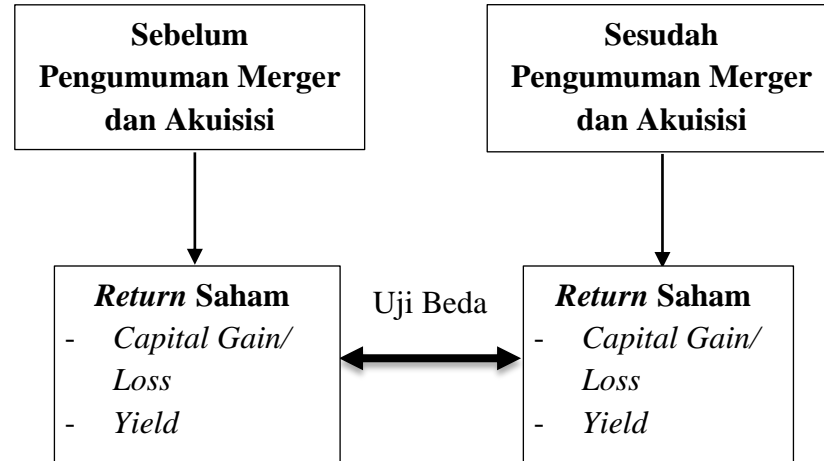 Sebelum
Pengumuman Merger
dan Akuisisi
Sesudah
Pengumuman Merger
dan Akuisisi
Return Saham
- Capital Gain/
Loss
- Yield
Uji Beda
Return Saham
- Capital Gain/
Loss
- Yield